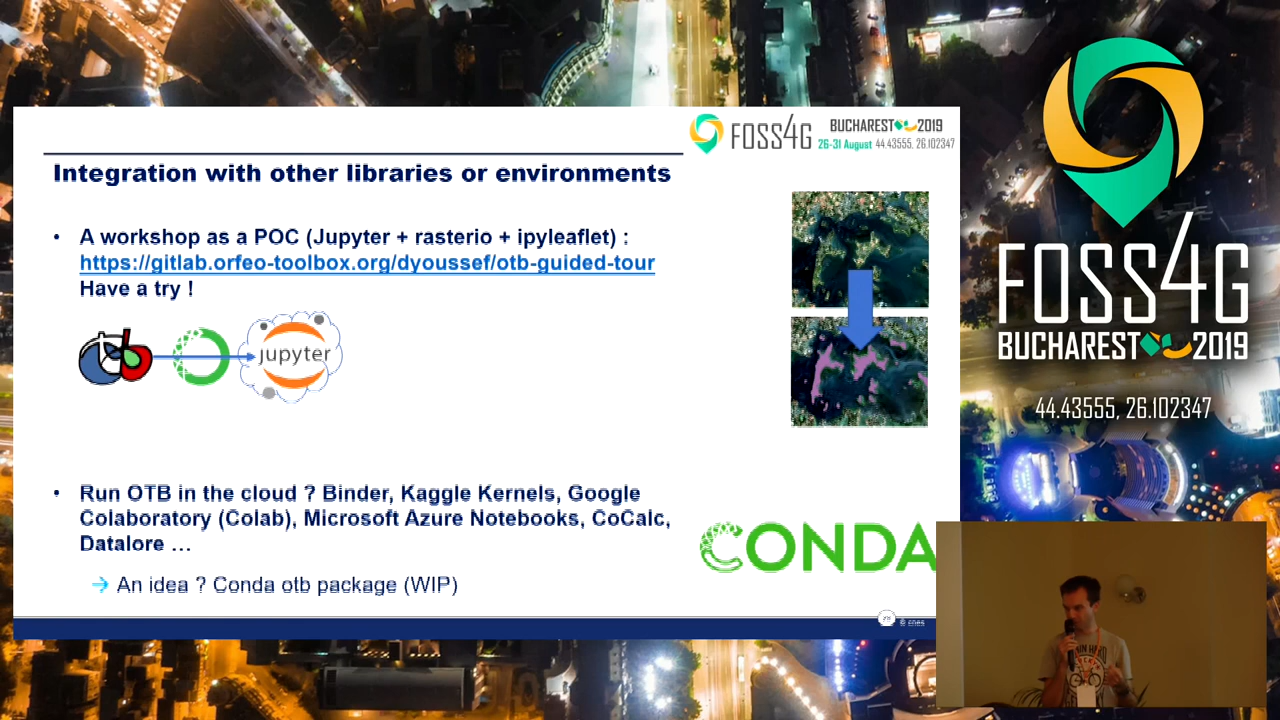 FOSS4G BUCHAREST 2019
26-31 August 44.43555, 26.102347
Integration with other libraries or environments
• A workshop as a POC (Jupyter + rasterio + ipyleaflet) :
https://gitlab.orfeo-toolbox.org/dyoussef/otb-guided-tour
Have a try !
otb
jupyter
• Run OTB in the cloud ? Binder, Kaggle Kernels, Google
Colaboratory (Colab), Microsoft Azure Notebooks, CoCalc,
Datalore …
→ An idea ? Conda otb package (WIP)
CONDA
© cnes
FOSS4G
BUCHAREST 2019
44.43555, 26.102347